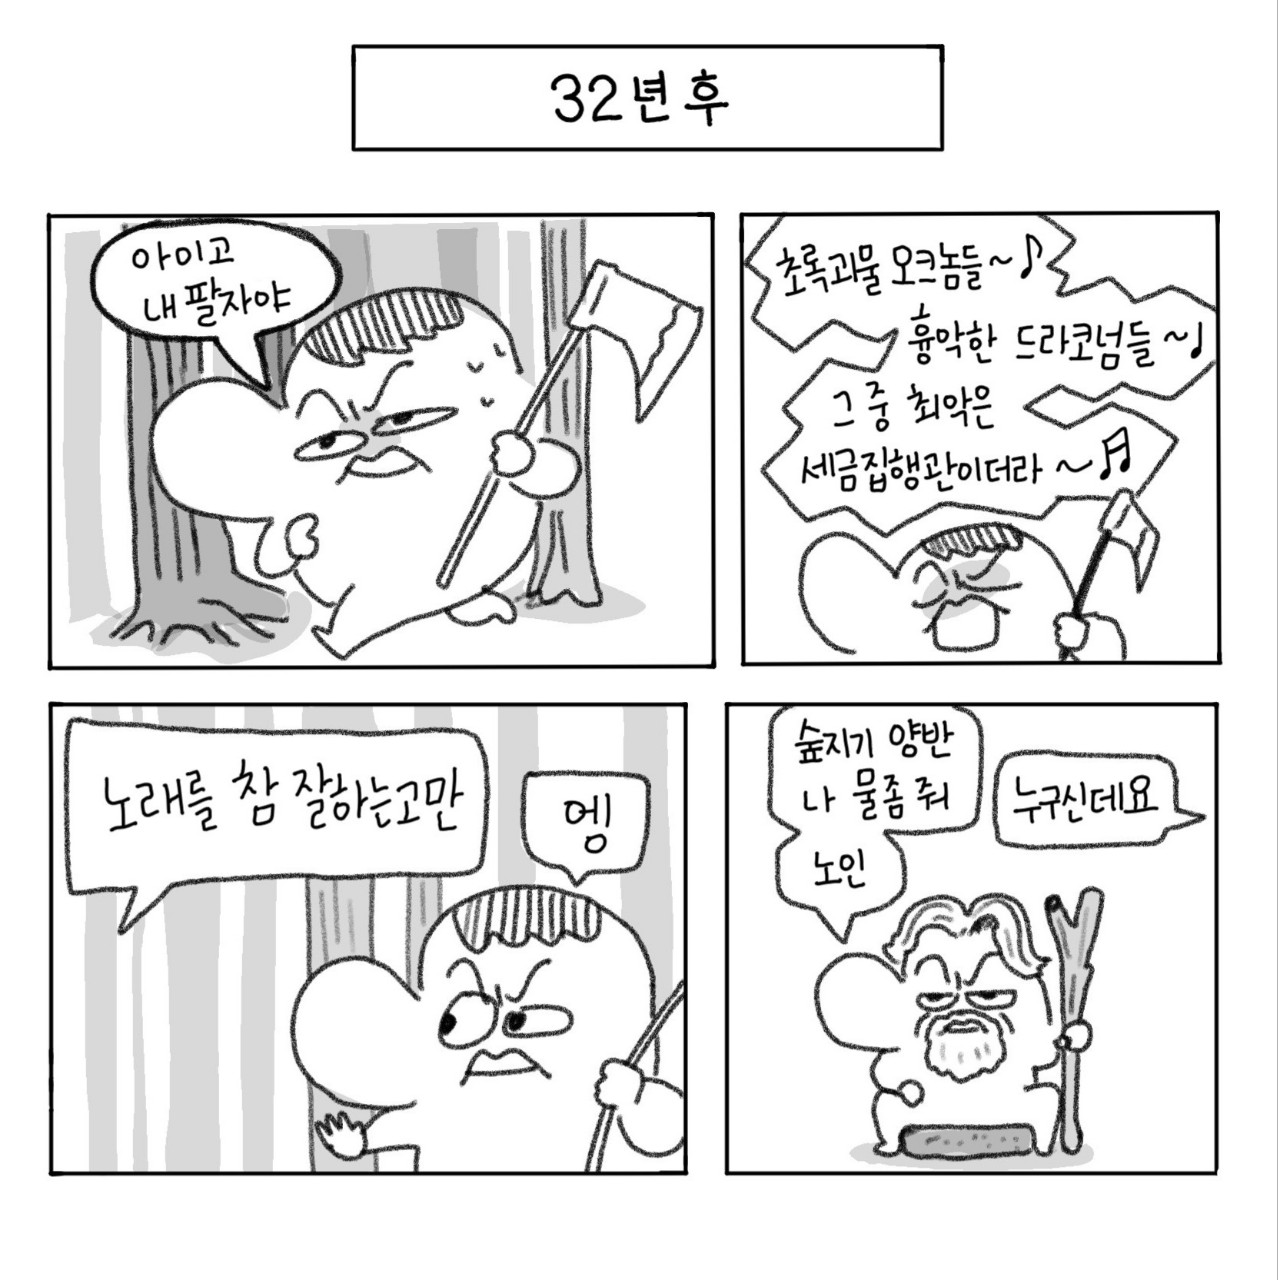 32년 후
아이고
내 팔자야
초록괴물 오크놈들~♪
흉악한 드라코넘들~♩
그 중 최악은
세금집행관이더라~♬
노래를 참 잘하는고만
엥
숲지기 양반
나 물좀 줘
누구신데요
노인